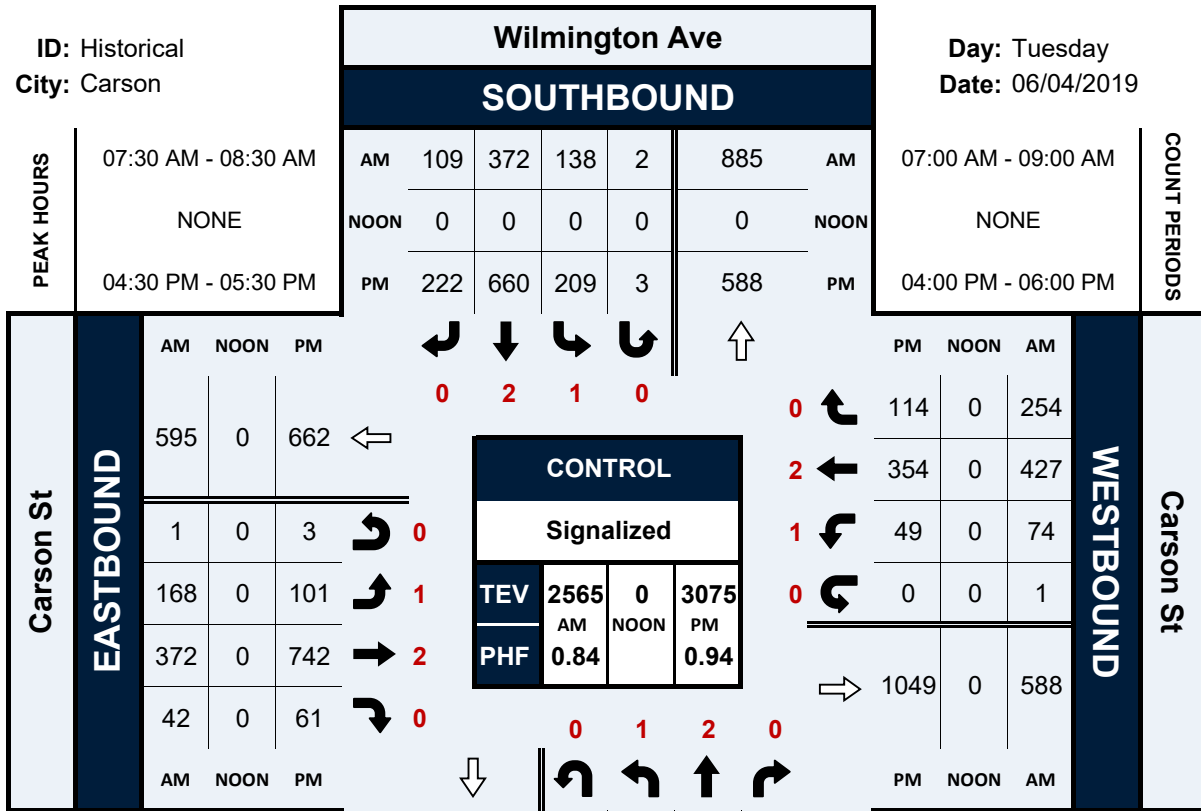 Wilmington Ave
ID: Historical
Day: Tuesday
City: Carson
Date: 06/04/2019
SOUTHBOUND
PEAK HOURS
07:30 AM - 08:30 AM
AM 109 372 138 2 885 AM
07:00 AM - 09:00 AM
COUNT PERIODS
NONE
NOON 0 0 0 0 0 NOON
NONE
04:30 PM - 05:30 PM
PM 222 660 209 3 588 PM
04:00 PM - 06:00 PM
AM NOON PM
PM NOON AM
0 2 1 0
Carson St
EASTBOUND
595 0 662
1 0 3 0
168 0 101 1
372 0 742 2
42 0 61 0
AM NOON PM
CONTROL
Signalized
TEV 2565 0 3075
AM NOON PM
PHF 0.84 0.94
0 114 0 254
2 354 0 427
1 49 0 74
0 0 0 1
1049 0 588
WESTBOUND
Carson St
0 1 2 0
PM NOON AM